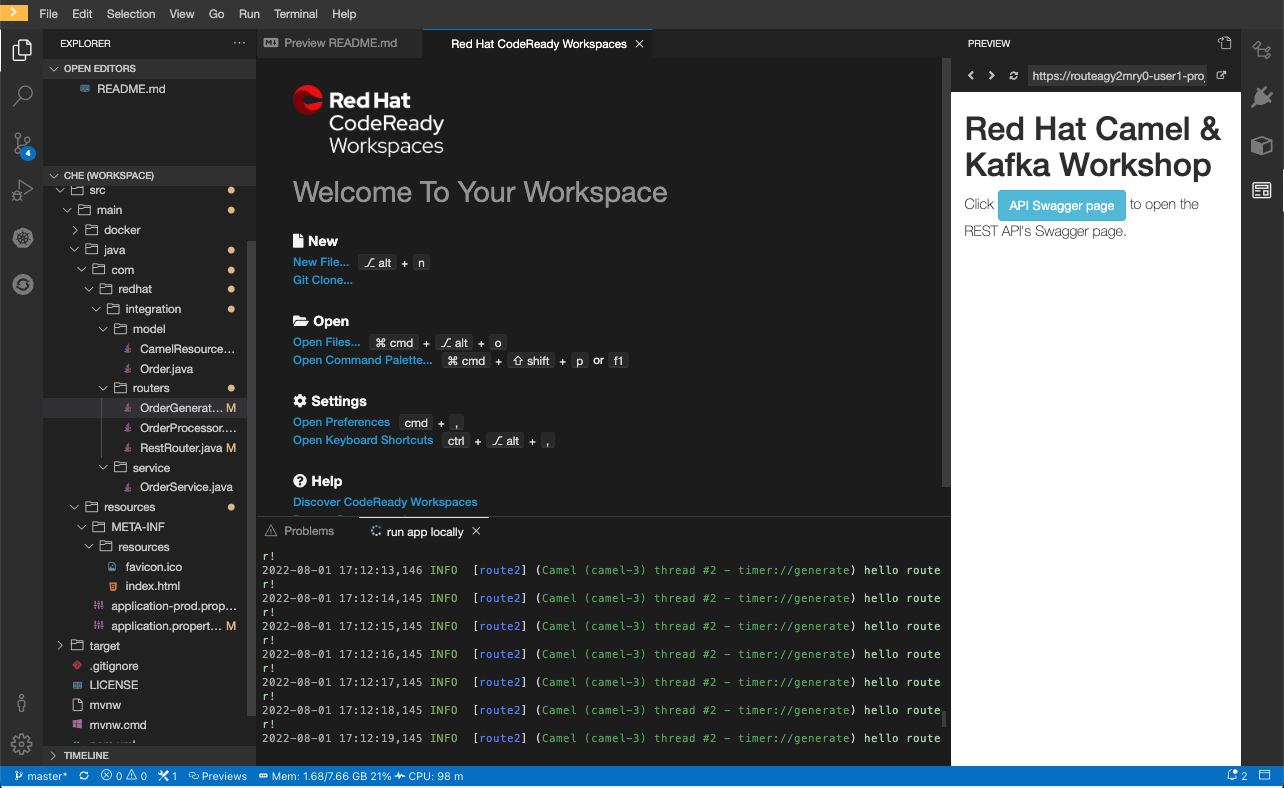 File Edit Selection View Go Run Terminal Help
EXPLORER ...
OPEN EDITORS
README.md
4
CHE (WORKSPACE)
src
main
docker
java
com
redhat
integration
model
CamelResource...
Order.java
routers
OrderGenerat... M
OrderProcessor....
RestRouter.java M
service
OrderService.java
resources
META-INF
resources
favicon.ico
index.html
application-prod.prop...
application.propert... M
target
.gitignore
LICENSE
mvnw
mvnw.cmd
TIMELINE
Preview README.md
Red Hat CodeReady Workspaces
Red Hat
CodeReady
Workspaces
Welcome To Your Workspace
New
New File... ⌥ alt + n
Git Clone...
Open
Open Files... ⌘ cmd + ⌥ alt + o
Open Command Palette... ⌘ cmd + ⇧ shift + p or f1
Settings
Open Preferences cmd + ,
Open Keyboard Shortcuts ctrl + ⌥ alt + ,
Help
Discover CodeReady Workspaces
Problems
run app locally
r!
2022-08-01 17:12:13,146 INFO [route2] (Camel (camel-3) thread #2 - timer://generate) hello route
r!
2022-08-01 17:12:14,145 INFO [route2] (Camel (camel-3) thread #2 - timer://generate) hello route
r!
2022-08-01 17:12:15,145 INFO [route2] (Camel (camel-3) thread #2 - timer://generate) hello route
r!
2022-08-01 17:12:16,145 INFO [route2] (Camel (camel-3) thread #2 - timer://generate) hello route
r!
2022-08-01 17:12:17,145 INFO [route2] (Camel (camel-3) thread #2 - timer://generate) hello route
r!
2022-08-01 17:12:18,145 INFO [route2] (Camel (camel-3) thread #2 - timer://generate) hello route
r!
2022-08-01 17:12:19,145 INFO [route2] (Camel (camel-3) thread #2 - timer://generate) hello route
PREVIEW
https://routeagy2mry0-user1-pro
Red Hat Camel &
Kafka Workshop
Click API Swagger page to open the
REST API's Swagger page.
master* 0 0 1 Previews Mem: 1.68/7.66 GB 21% CPU: 98 m 2